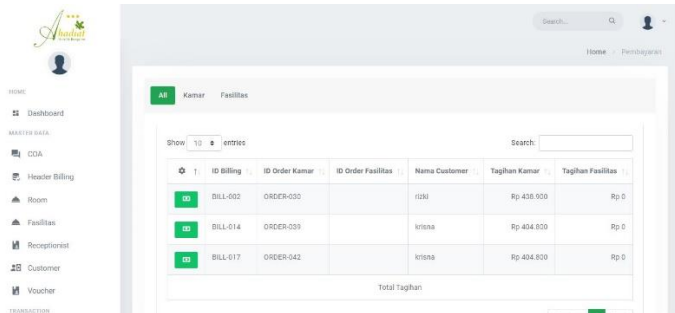 Ahadiat
Search...
Home / Pembayaran
HOME
Dashboard
MASTER DATA
COA
Header Billing
Room
Fasilitas
Receptionist
Customer
Voucher
TRANSACTION
All Kamar Fasilitas
Show 10 entries Search:
ID Billing ID Order Kamar ID Order Fasilitas Nama Customer Tagihan Kamar Tagihan Fasilitas
BILL-002 ORDER-030 rizki Rp 438.900 Rp 0
BILL-014 ORDER-039 krisna Rp 404.800 Rp 0
BILL-017 ORDER-042 krisna Rp 404.800 Rp 0
Total Tagihan